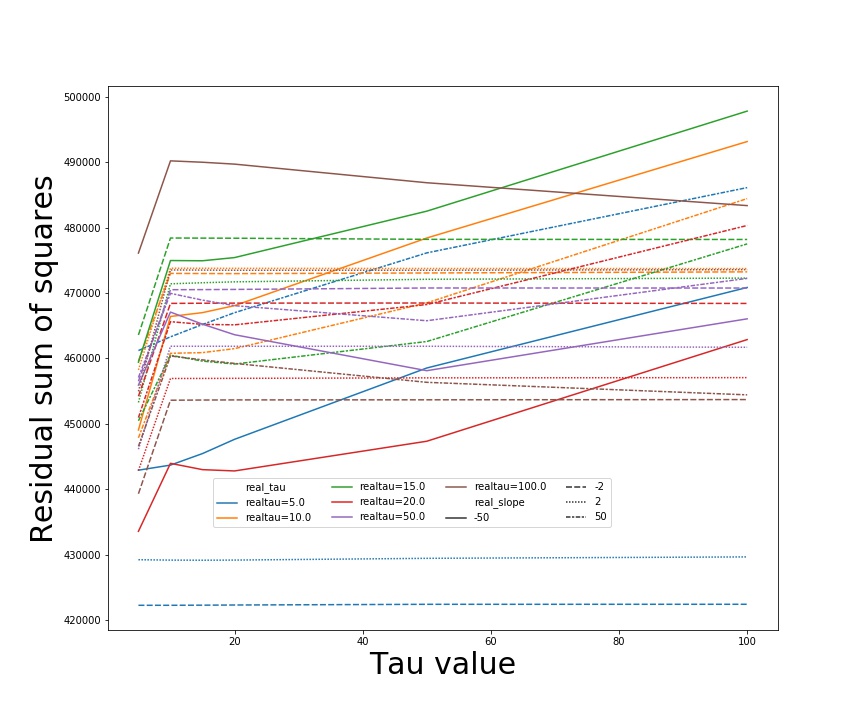 500000
490000
480000
470000
460000
450000
440000
430000
420000
Residual sum of squares
real_tau
realtau=5.0
realtau=10.0
realtau=15.0
realtau=20.0
realtau=50.0
realtau=100.0
real_slope
-50
-2
2
50
20
40
60
80
100
Tau value